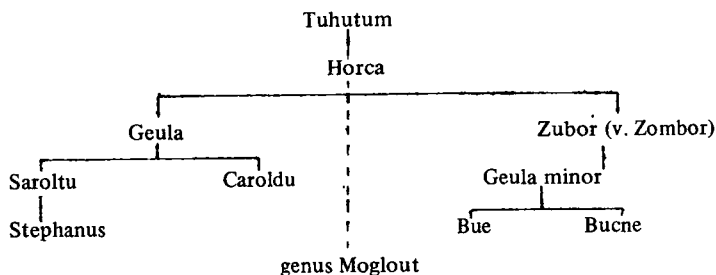 Tuhutum
Horca
Geula
Zubor (v. Zombor)
Saroltu
Caroldu
Geula minor
Stephanus
Bue
Bucne
genus Moglout